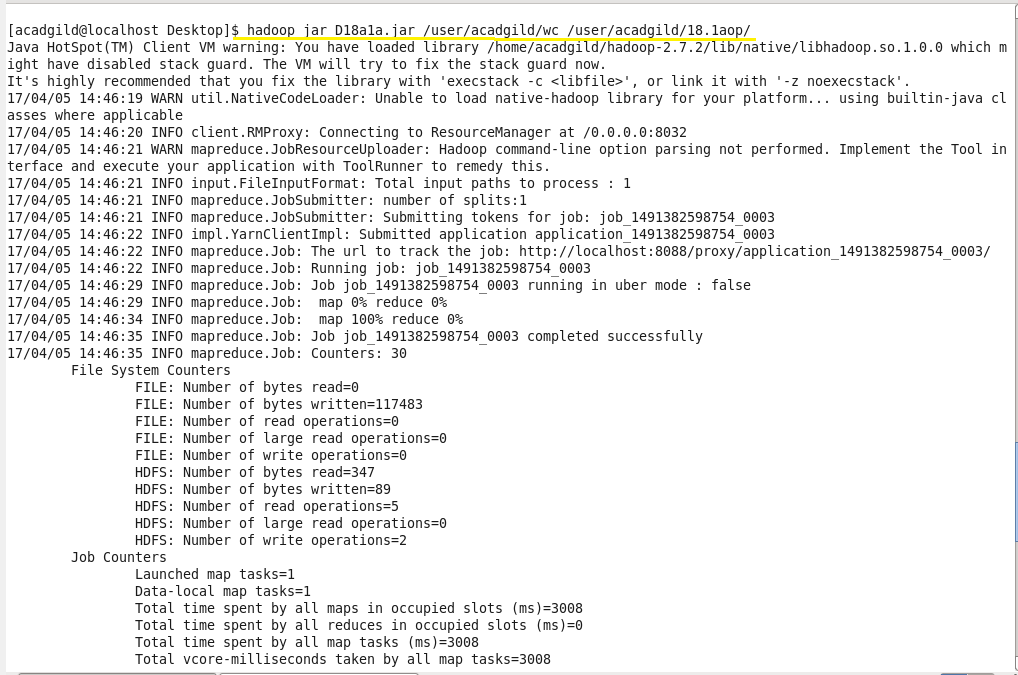 [acadgild@localhost Desktop]$ hadoop jar D18a1a.jar /user/acadgild/wc /user/acadgild/18.1aop/
Java HotSpot(TM) Client VM warning: You have loaded library /home/acadgild/hadoop-2.7.2/lib/native/libhadoop.so.1.0.0 which m
ight have disabled stack guard. The VM will try to fix the stack guard now.
It's highly recommended that you fix the library with 'execstack -c <libfile>', or link it with '-z noexecstack'.
17/04/05 14:46:19 WARN util.NativeCodeLoader: Unable to load native-hadoop library for your platform... using builtin-java cl
asses where applicable
17/04/05 14:46:20 INFO client.RMProxy: Connecting to ResourceManager at /0.0.0.0:8032
17/04/05 14:46:21 WARN mapreduce.JobResourceUploader: Hadoop command-line option parsing not performed. Implement the Tool in
terface and execute your application with ToolRunner to remedy this.
17/04/05 14:46:21 INFO input.FileInputFormat: Total input paths to process : 1
17/04/05 14:46:21 INFO mapreduce.JobSubmitter: number of splits:1
17/04/05 14:46:21 INFO mapreduce.JobSubmitter: Submitting tokens for job: job_1491382598754_0003
17/04/05 14:46:22 INFO impl.YarnClientImpl: Submitted application application_1491382598754_0003
17/04/05 14:46:22 INFO mapreduce.Job: The url to track the job: http://localhost:8088/proxy/application_1491382598754_0003/
17/04/05 14:46:22 INFO mapreduce.Job: Running job: job_1491382598754_0003
17/04/05 14:46:29 INFO mapreduce.Job: Job job_1491382598754_0003 running in uber mode : false
17/04/05 14:46:29 INFO mapreduce.Job:  map 0% reduce 0%
17/04/05 14:46:34 INFO mapreduce.Job:  map 100% reduce 0%
17/04/05 14:46:35 INFO mapreduce.Job: Job job_1491382598754_0003 completed successfully
17/04/05 14:46:35 INFO mapreduce.Job: Counters: 30
File System Counters
FILE: Number of bytes read=0
FILE: Number of bytes written=117483
FILE: Number of read operations=0
FILE: Number of large read operations=0
FILE: Number of write operations=0
HDFS: Number of bytes read=347
HDFS: Number of bytes written=89
HDFS: Number of read operations=5
HDFS: Number of large read operations=0
HDFS: Number of write operations=2
Job Counters
Launched map tasks=1
Data-local map tasks=1
Total time spent by all maps in occupied slots (ms)=3008
Total time spent by all reduces in occupied slots (ms)=0
Total time spent by all map tasks (ms)=3008
Total vcore-milliseconds taken by all map tasks=3008